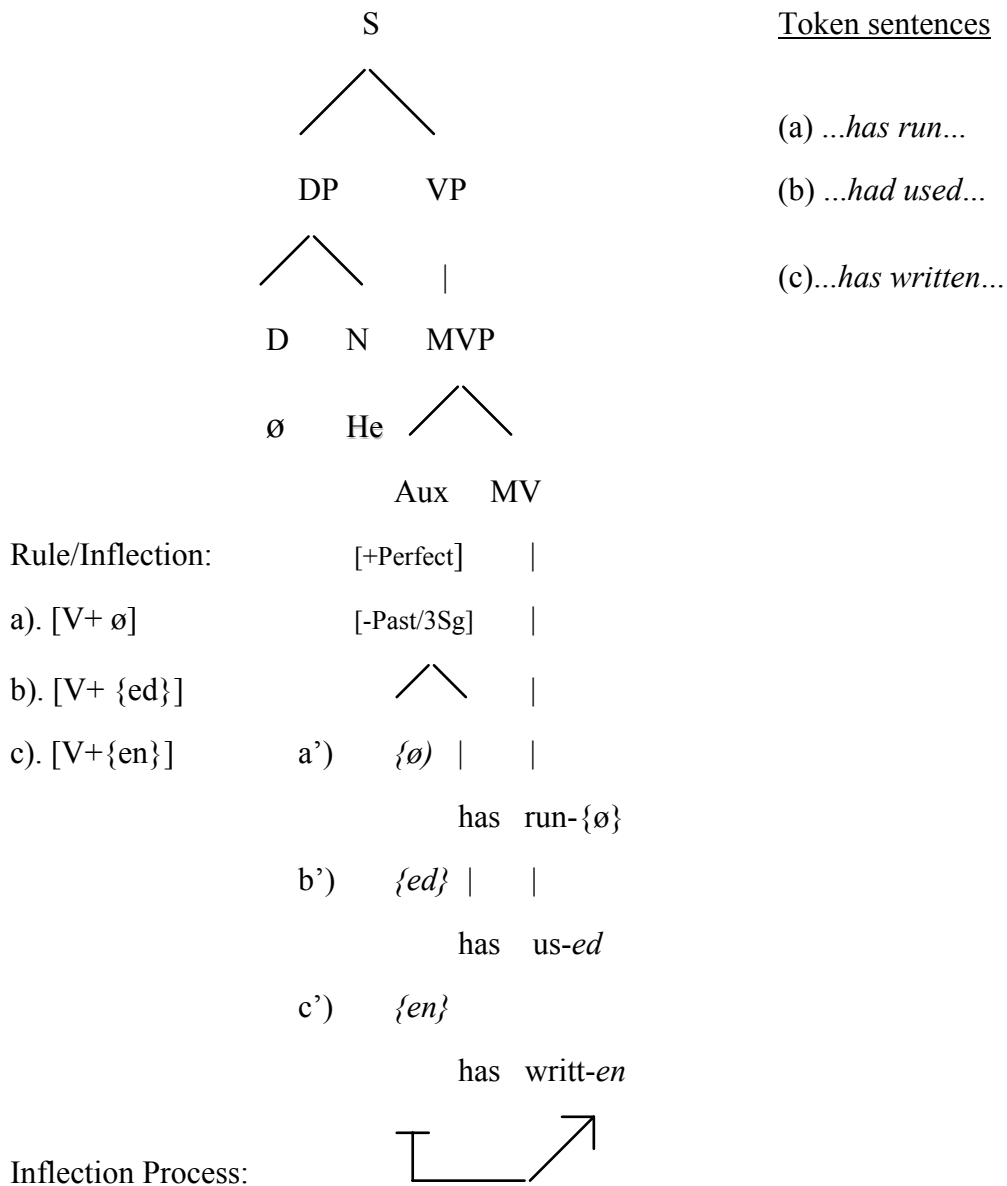 S Token sentences
(a) ...has run...
DP VP (b) ...had used...
| (c)...has written...
D N MVP
ø He
Aux MV
Rule/Inflection: [+Perfect] |
a). [V+ ø] [-Past/3Sg] |
b). [V+ {ed}] |
c). [V+{en}] a’) {ø) | |
has run-{ø}
b’) {ed} | |
has us-ed
c’) {en}
has writt-en
Inflection Process: